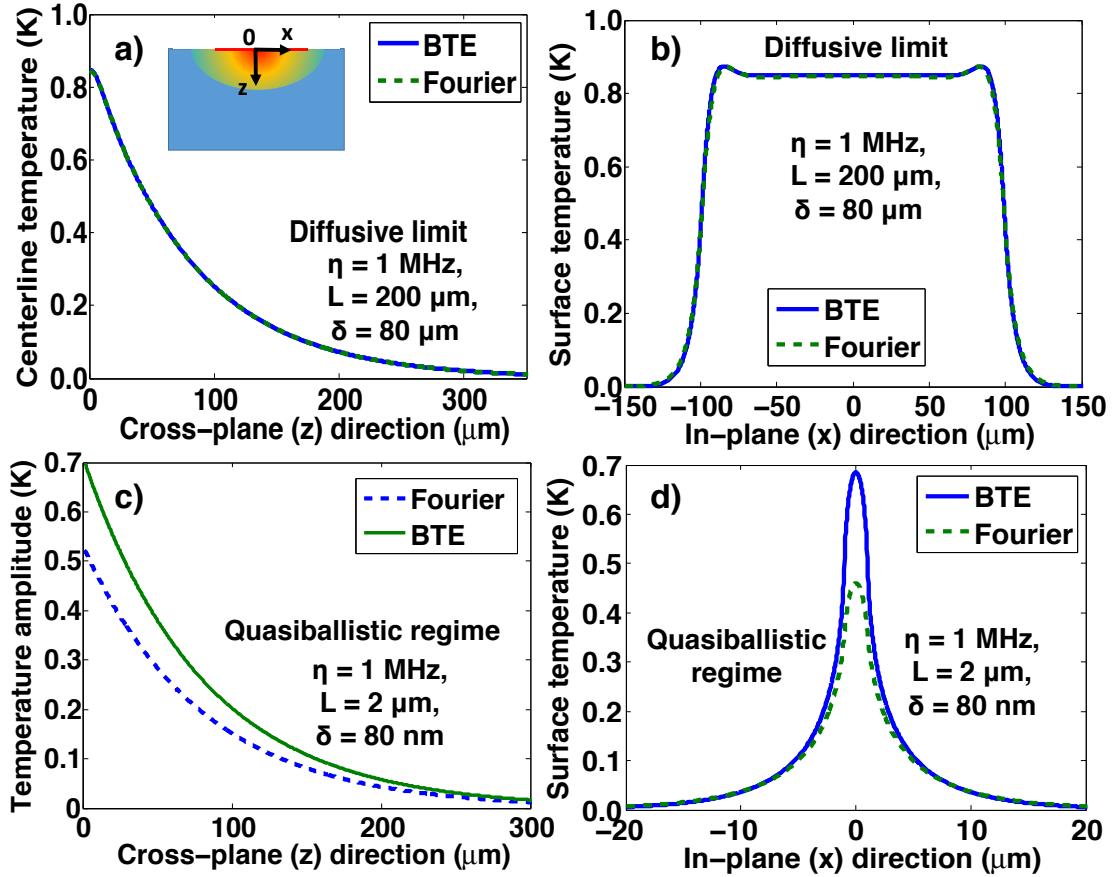 a)
0
x
z
BTE
Fourier
Diffusive limit
η = 1 MHz,
L = 200 μm,
δ = 80 μm
Centerline temperature (K)
1.0
0.8
0.6
0.4
0.2
0.0
0
100
200
300
Cross−plane (z) direction (μm)
b)
Diffusive limit
η = 1 MHz,
L = 200 μm,
δ = 80 μm
BTE
Fourier
Surface temperature (K)
1.0
0.8
0.6
0.4
0.2
0.0
−150
−100
−50
0
50
100
150
In−plane (x) direction (μm)
c)
Fourier
BTE
Quasiballistic regime
η = 1 MHz,
L = 2 μm,
δ = 80 nm
Temperature amplitude (K)
0.7
0.6
0.5
0.4
0.3
0.2
0.1
0
0
100
200
300
Cross−plane (z) direction (μm)
d)
BTE
Fourier
Quasiballistic
regime
η = 1 MHz,
L = 2 μm,
δ = 80 nm
Surface temperature (K)
0.7
0.6
0.5
0.4
0.3
0.2
0.1
0.0
−20
−10
0
10
20
In−plane (x) direction (μm)